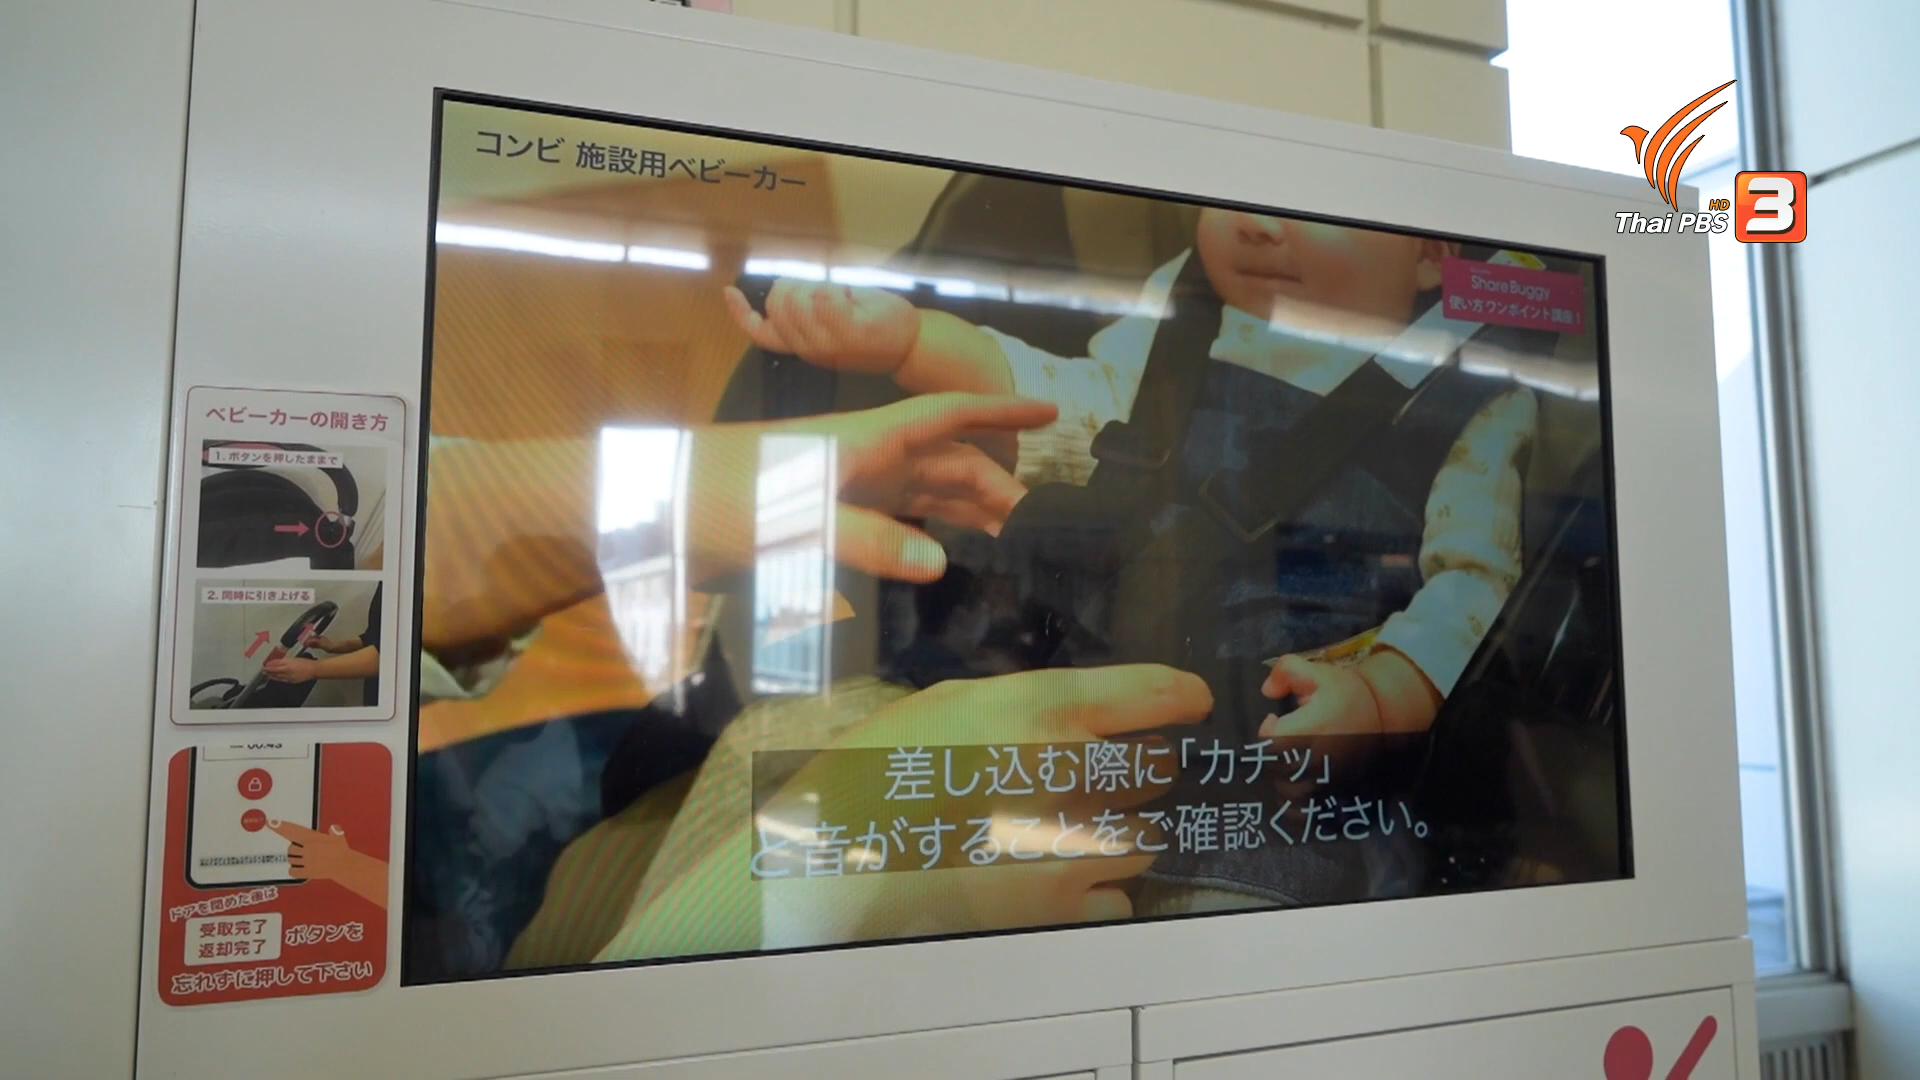 コンビ 施設用ベビーカー
HD
Thai PBS 3
ShareBuggy
使い方ワンポイント講座！
ベビーカーの開き方
1. ボタンを押したままで
2. 同時に引き上げる
差し込む際に「カチッ」
と音がすることをご確認ください。
ドアを閉めた後は
受取完了
返却完了
ボタンを
忘れずに押して下さい